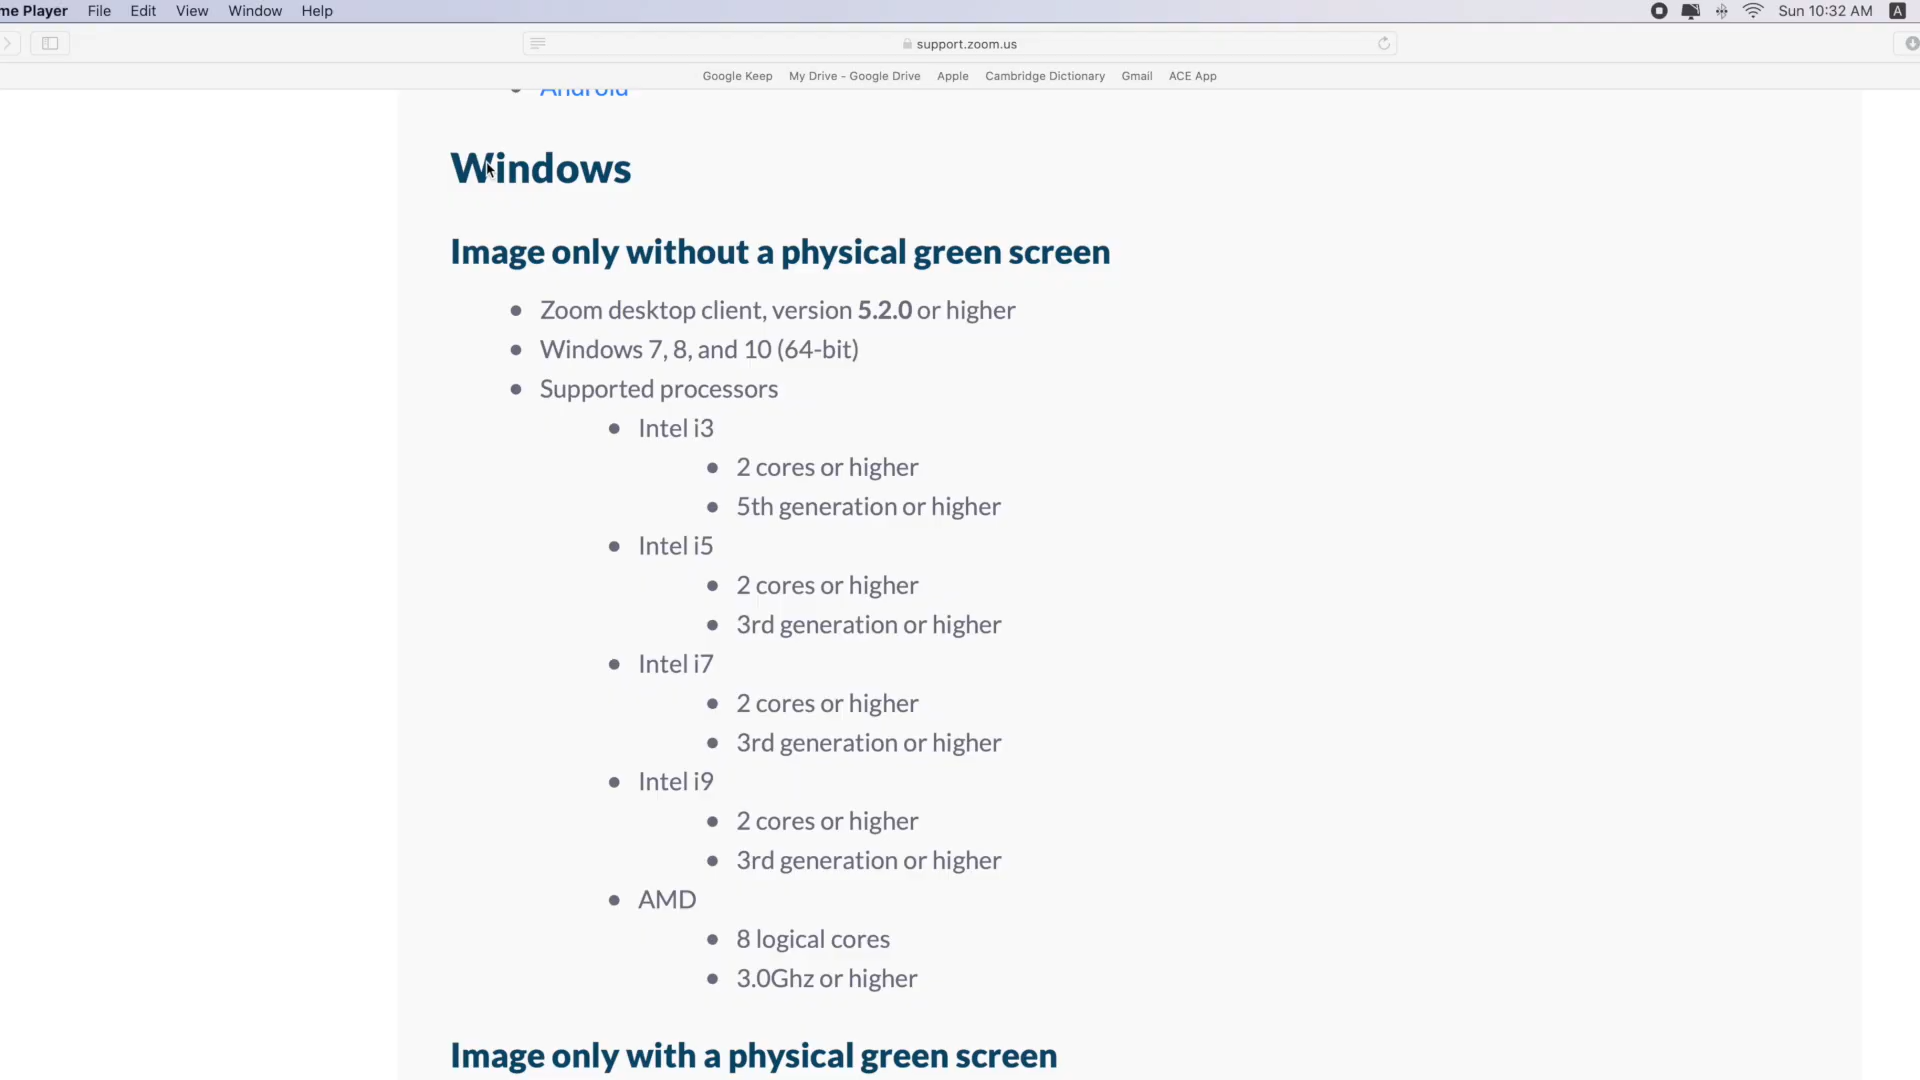 me Player File Edit View Window Help Sun 10:32 AM A
support.zoom.us
Google Keep My Drive - Google Drive Apple Cambridge Dictionary Gmail ACE App
Android
Windows
Image only without a physical green screen
Zoom desktop client, version 5.2.0 or higher
Windows 7, 8, and 10 (64-bit)
Supported processors
Intel i3
2 cores or higher
5th generation or higher
Intel i5
2 cores or higher
3rd generation or higher
Intel i7
2 cores or higher
3rd generation or higher
Intel i9
2 cores or higher
3rd generation or higher
AMD
8 logical cores
3.0Ghz or higher
Image only with a physical green screen